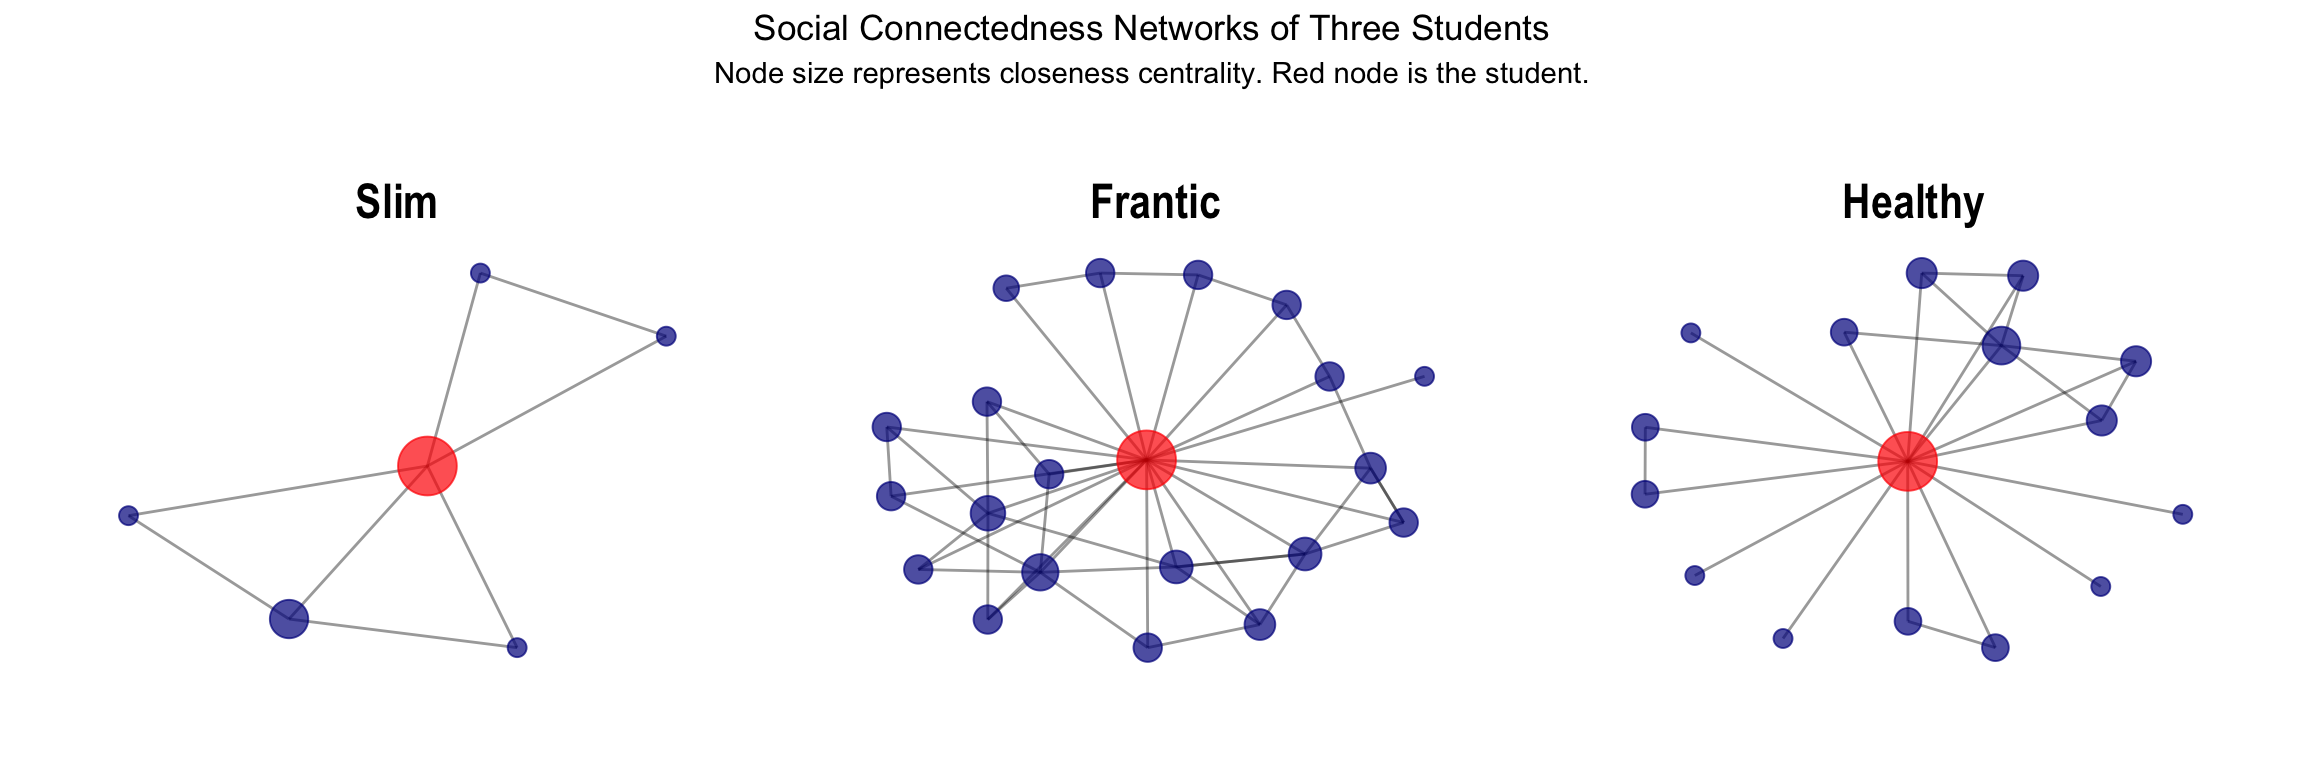 Social Connectedness Networks of Three Students
Node size represents closeness centrality. Red node is the student.
Slim
Frantic
Healthy